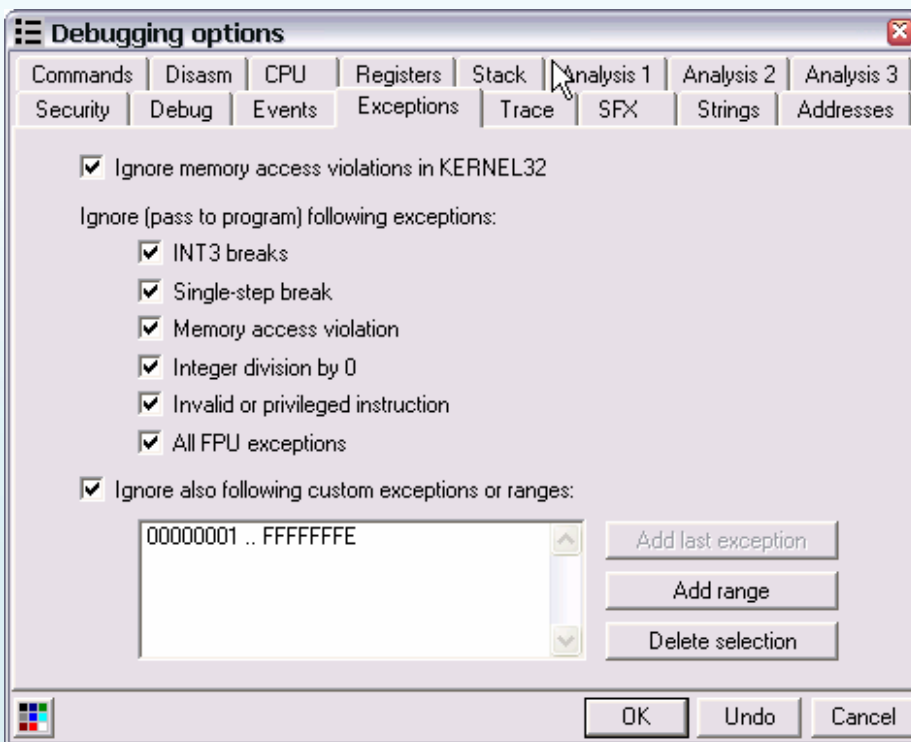 Debugging options
Commands Disasm CPU Registers Stack Analysis 1 Analysis 2 Analysis 3
Security Debug Events Exceptions Trace SFX Strings Addresses
Ignore memory access violations in KERNEL32
Ignore (pass to program) following exceptions:
INT3 breaks
Single-step break
Memory access violation
Integer division by 0
Invalid or privileged instruction
All FPU exceptions
Ignore also following custom exceptions or ranges:
00000001 .. FFFFFFFE
Add last exception
Add range
Delete selection
OK Undo Cancel